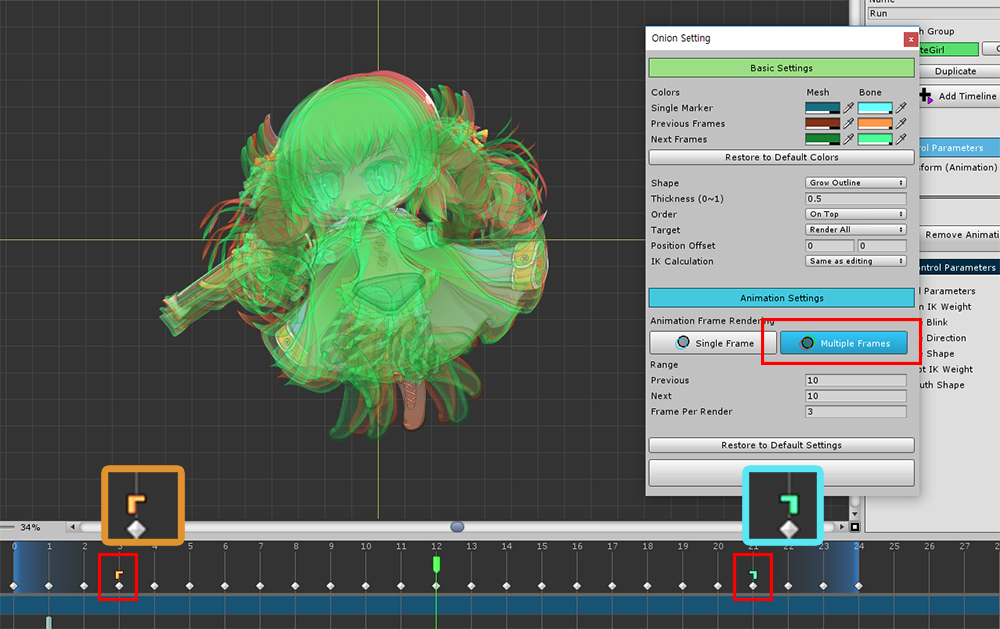 Name
Run
Onion Setting
x
h Group
teGirl
Basic Settings
Duplicate
Colors
Mesh
Bone
Add Timeline
Single Marker
Previous Frames
Next Frames
Restore to Default Colors
rol Parameters
form (Animation)
Shape
Grow Outline
Thickness (0~1)
0.5
Order
On Top
Target
Render All
Remove Animati
Position Offset
0
0
IK Calculation
Same as editing
ontrol Parameters
Animation Settings
l Parameters
m IK Weight
Animation Frame Rendering
Blink
Single Frame
Multiple Frames
Direction
Shape
Range
ot IK Weight
Previous
10
uth Shape
Next
10
Frame Per Render
3
Restore to Default Settings
34%
0 1 2 3 4 5 6 7 8 9 10 11 12 13 14 15 16 17 18 19 20 21 22 23 24 25 26 27 2